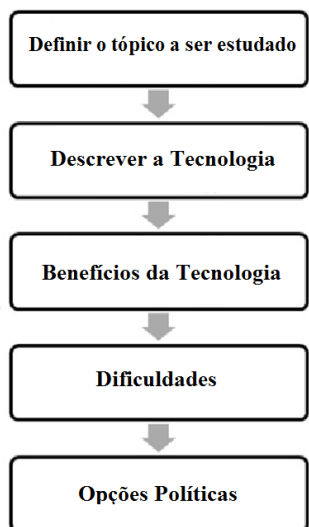 Definir o tópico a ser estudado
Descrever a Tecnologia
Benefícios da Tecnologia
Dificuldades
Opções Políticas